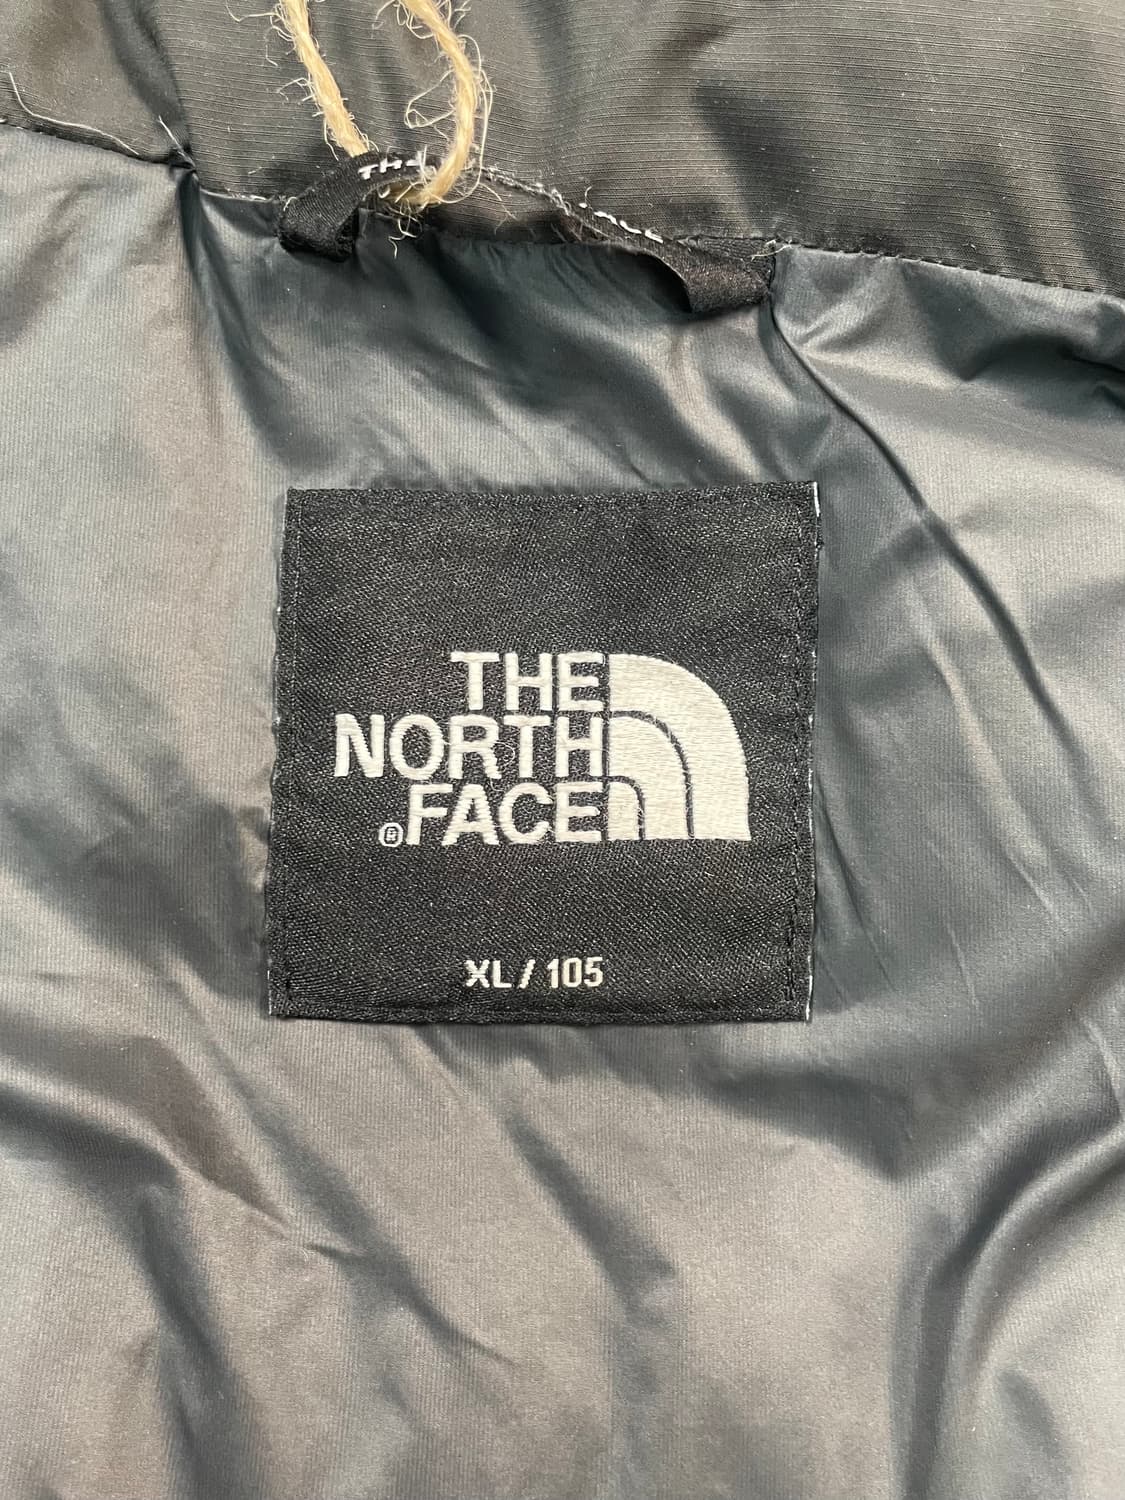 THE
NORTH
FACE
®
XL / 105